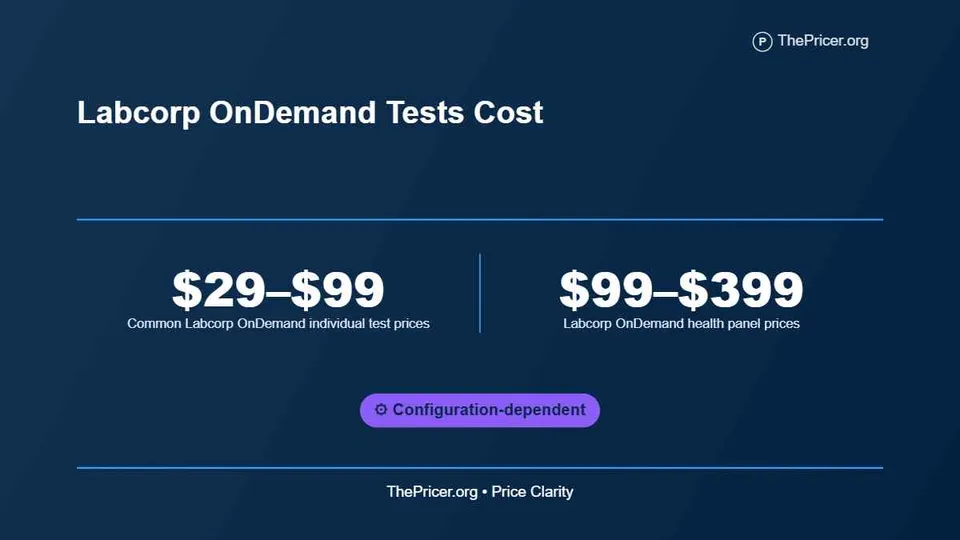 ThePricer.org
Labcorp OnDemand Tests Cost
$29–$99
Common Labcorp OnDemand individual test prices
$99–$399
Labcorp OnDemand health panel prices
⚙ Configuration-dependent
ThePricer.org • Price Clarity